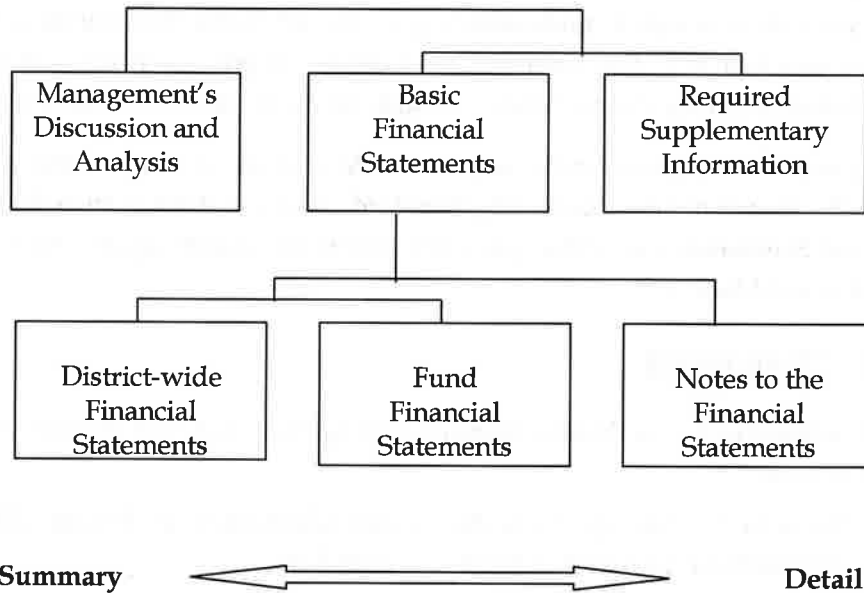 Management's
Discussion and
Analysis
Basic
Financial
Statements
Required
Supplementary
Information
District-wide
Financial
Statements
Fund
Financial
Statements
Notes to the
Financial
Statements
Summary
Detail